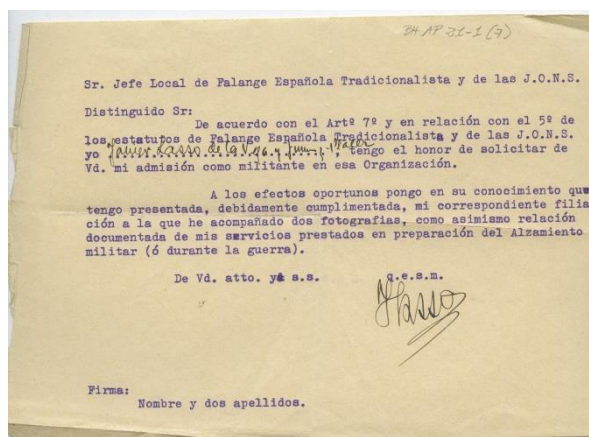 BH AP 31-1 (7)
Sr. Jefe Local de Falange Española Tradicionalista y de las J.O.N.S.
Distinguido Sr:
De acuerdo con el Artº 7º y en relación con el 5º de
los estatutos de Falange Española Tradicionalista y de las J.O.N.S.
yo Javier Lasso de la Vega y, tengo el honor de solicitar de
Vd. mi admisión como militante en esa Organización.
A los efectos oportunos pongo en su conocimiento que
tengo presentada, debidamente cumplimentada, mi correspondiente filia
ción a la que he acompañado dos fotografias, como asimismo relación
documentada de mis servicios prestados en preparación del Alzamiento
militar (ó durante la guerra).
De Vd. atto. y s.s. q.e.s.m.
JLasso
Firma:
Nombre y dos apellidos.